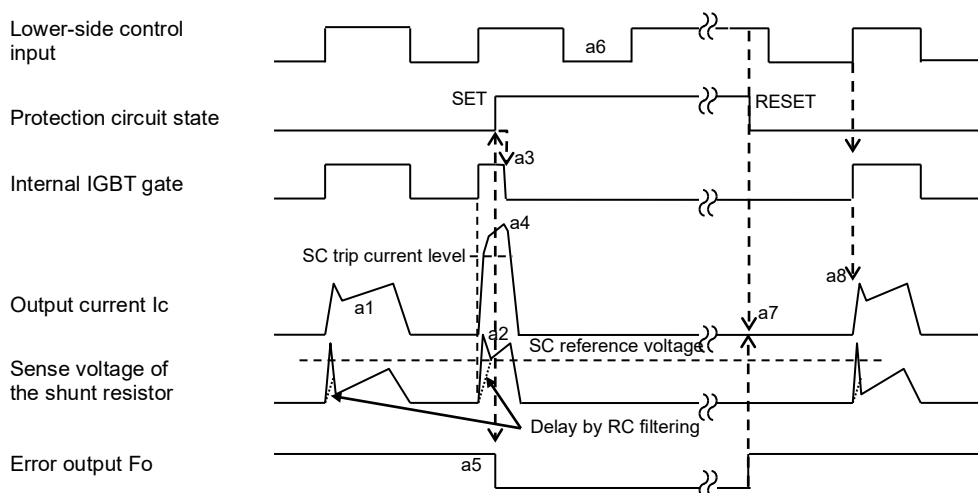 Lower-side control
input
a6
SET
RESET
Protection circuit state
a3
Internal IGBT gate
a4
SC trip current level
a8
Output current Ic
a1
a7
a2
SC reference voltage
Sense voltage of
the shunt resistor
Delay by RC filtering
Error output Fo
a5